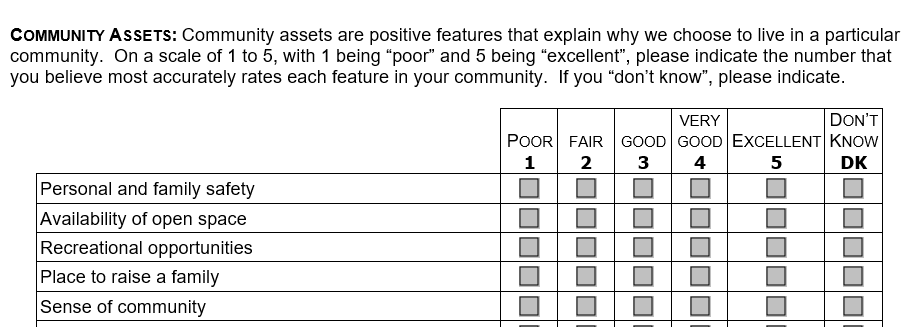 COMMUNITY ASSETS: Community assets are positive features that explain why we choose to live in a particular
community.  On a scale of 1 to 5, with 1 being “poor” and 5 being “excellent”, please indicate the number that
you believe most accurately rates each feature in your community.  If you “don’t know”, please indicate.
VERY DON’T
POOR FAIR GOOD GOOD EXCELLENT KNOW
1 2 3 4 5 DK
Personal and family safety
Availability of open space
Recreational opportunities
Place to raise a family
Sense of community